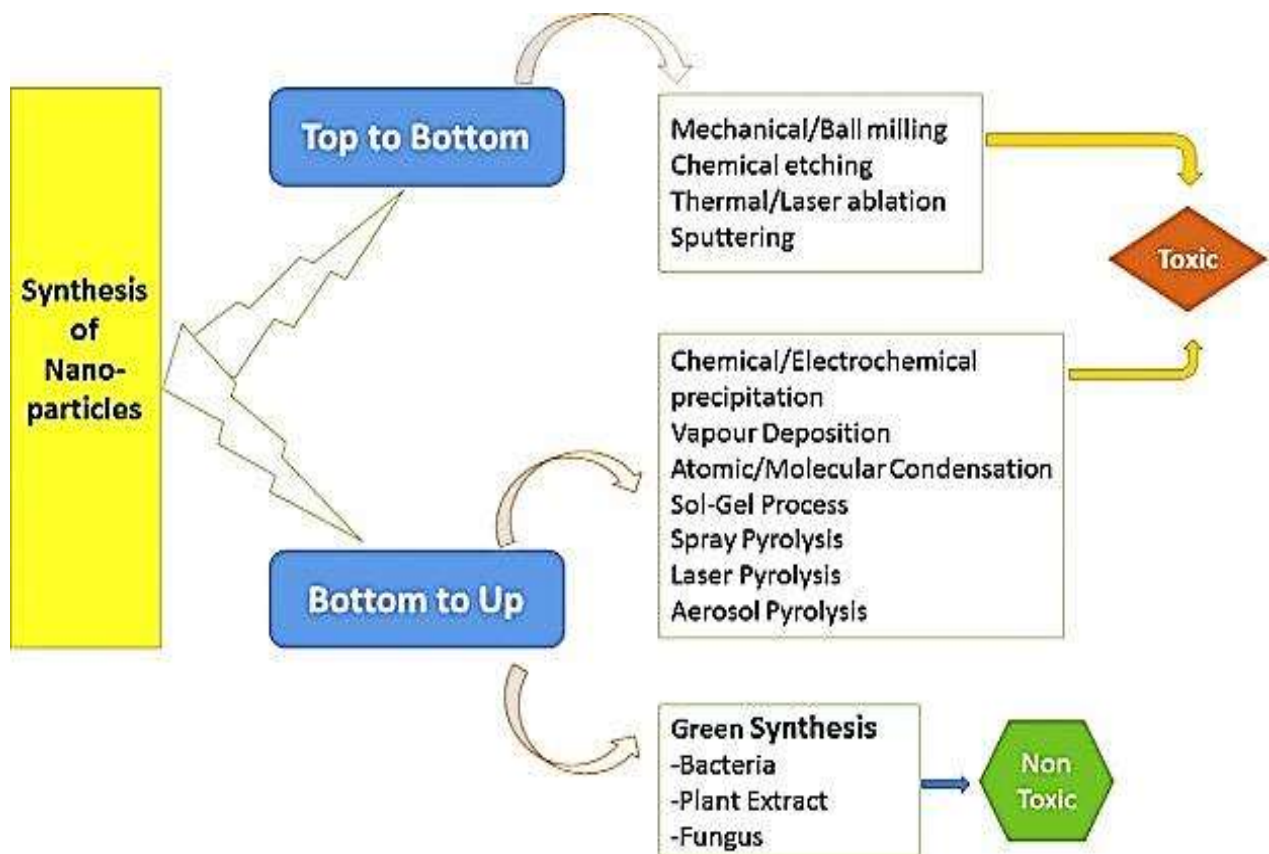 Synthesis
of
Nano-
particles
Top to Bottom
Mechanical/Ball milling
Chemical etching
Thermal/Laser ablation
Sputtering
Toxic
Chemical/Electrochemical
precipitation
Vapour Deposition
Atomic/Molecular Condensation
Sol-Gel Process
Spray Pyrolysis
Laser Pyrolysis
Aerosol Pyrolysis
Bottom to Up
Green Synthesis
-Bacteria
-Plant Extract
-Fungus
Non
Toxic